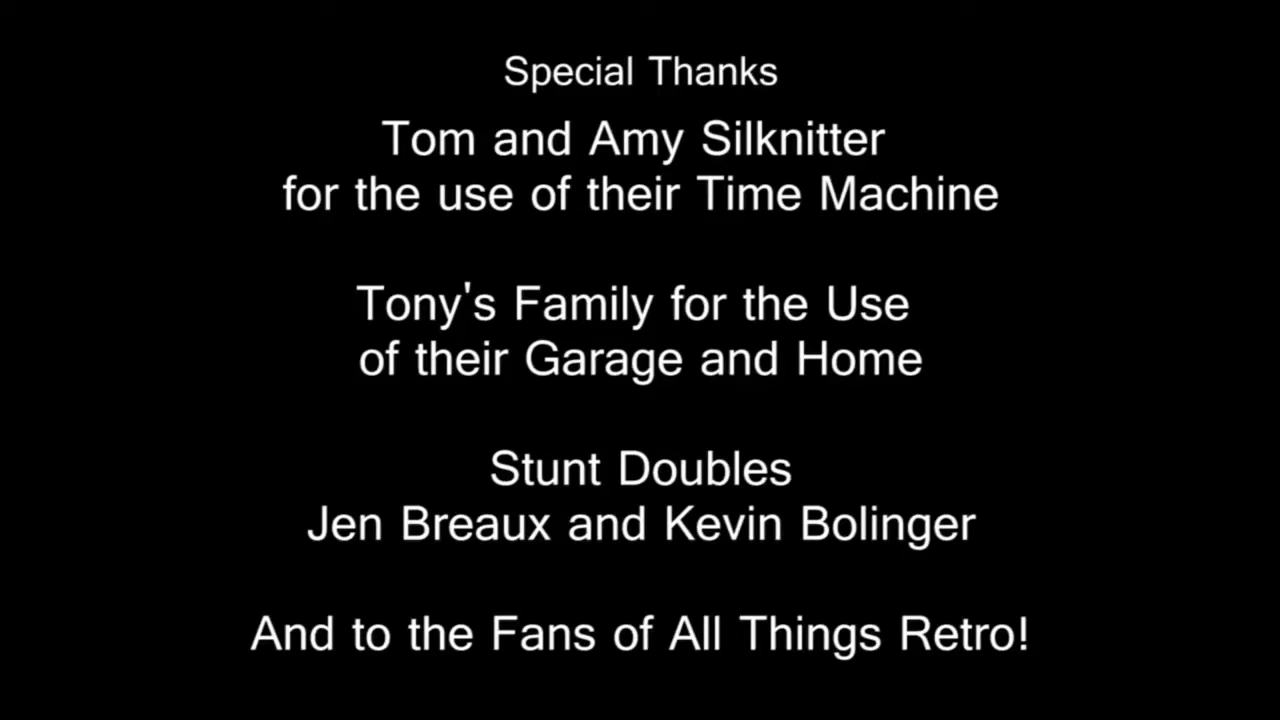 Special Thanks
Tom and Amy Silknitter
for the use of their Time Machine
Tony's Family for the Use
of their Garage and Home
Stunt Doubles
Jen Breaux and Kevin Bolinger
And to the Fans of All Things Retro!